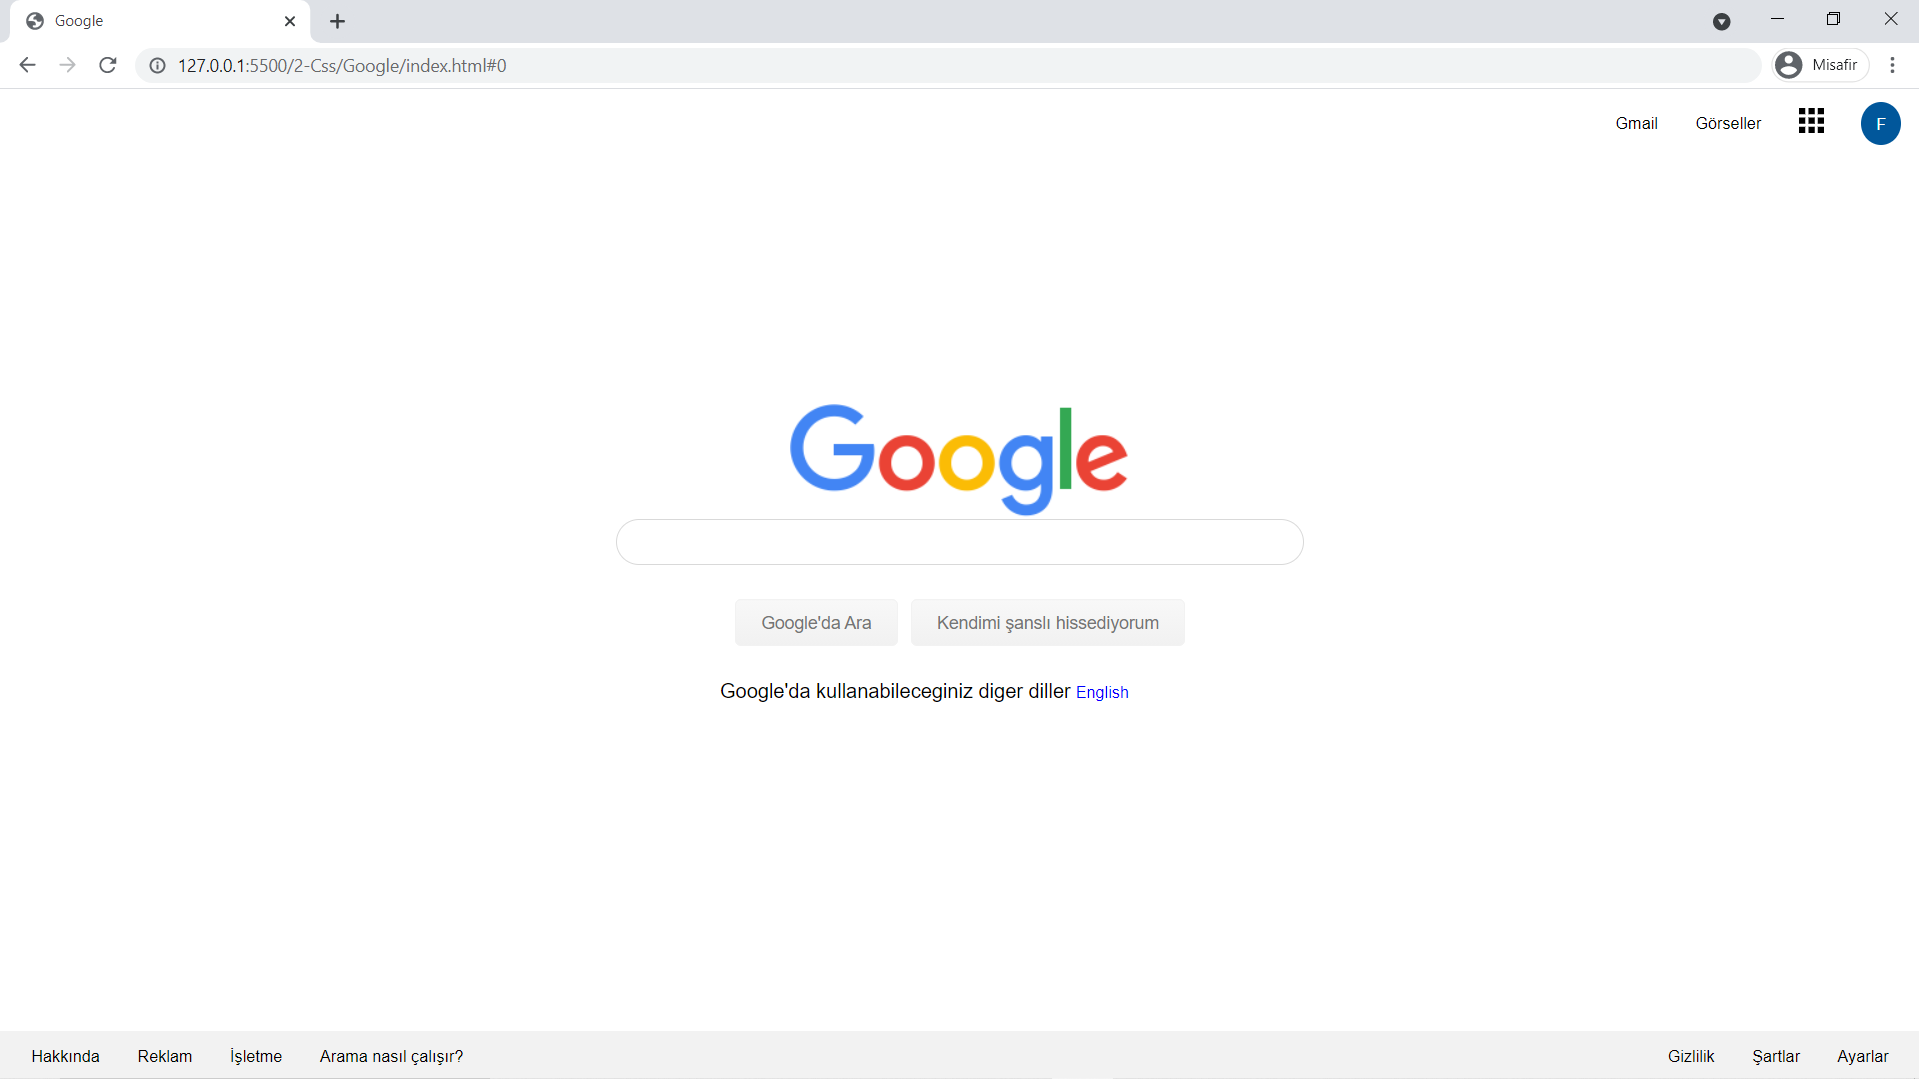 Google
127.0.0.1:5500/2-Css/Google/index.html#0
Misafir
Gmail Görseller F
Google
Google'da Ara Kendimi şanslı hissediyorum
Google'da kullanabileceginiz diger diller English
Hakkında Reklam İşletme Arama nasıl çalışır? Gizlilik Şartlar Ayarlar